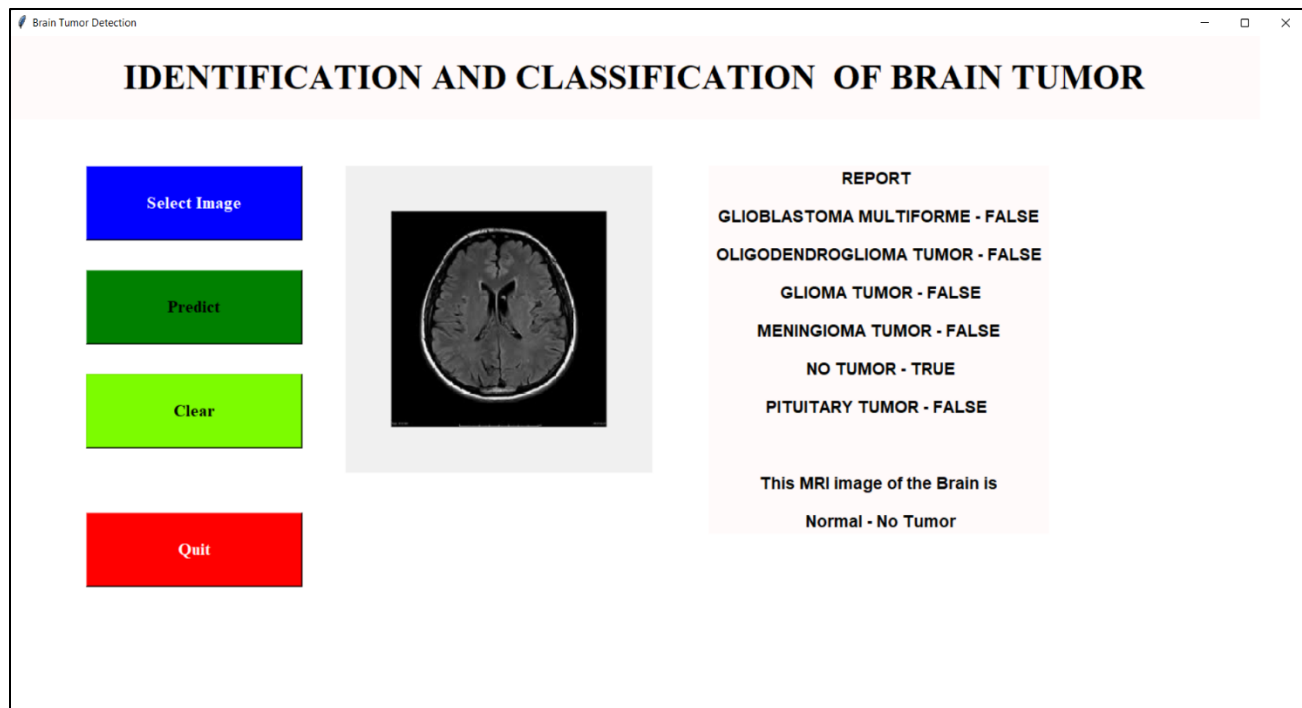 Brain Tumor Detection
IDENTIFICATION AND CLASSIFICATION OF BRAIN TUMOR
Select Image
Predict
Clear
Quit
REPORT
GLIOBLASTOMA MULTIFORME - FALSE
OLIGODENDROGLIOMA TUMOR - FALSE
GLIOMA TUMOR - FALSE
MENINGIOMA TUMOR - FALSE
NO TUMOR - TRUE
PITUITARY TUMOR - FALSE
This MRI image of the Brain is
Normal - No Tumor